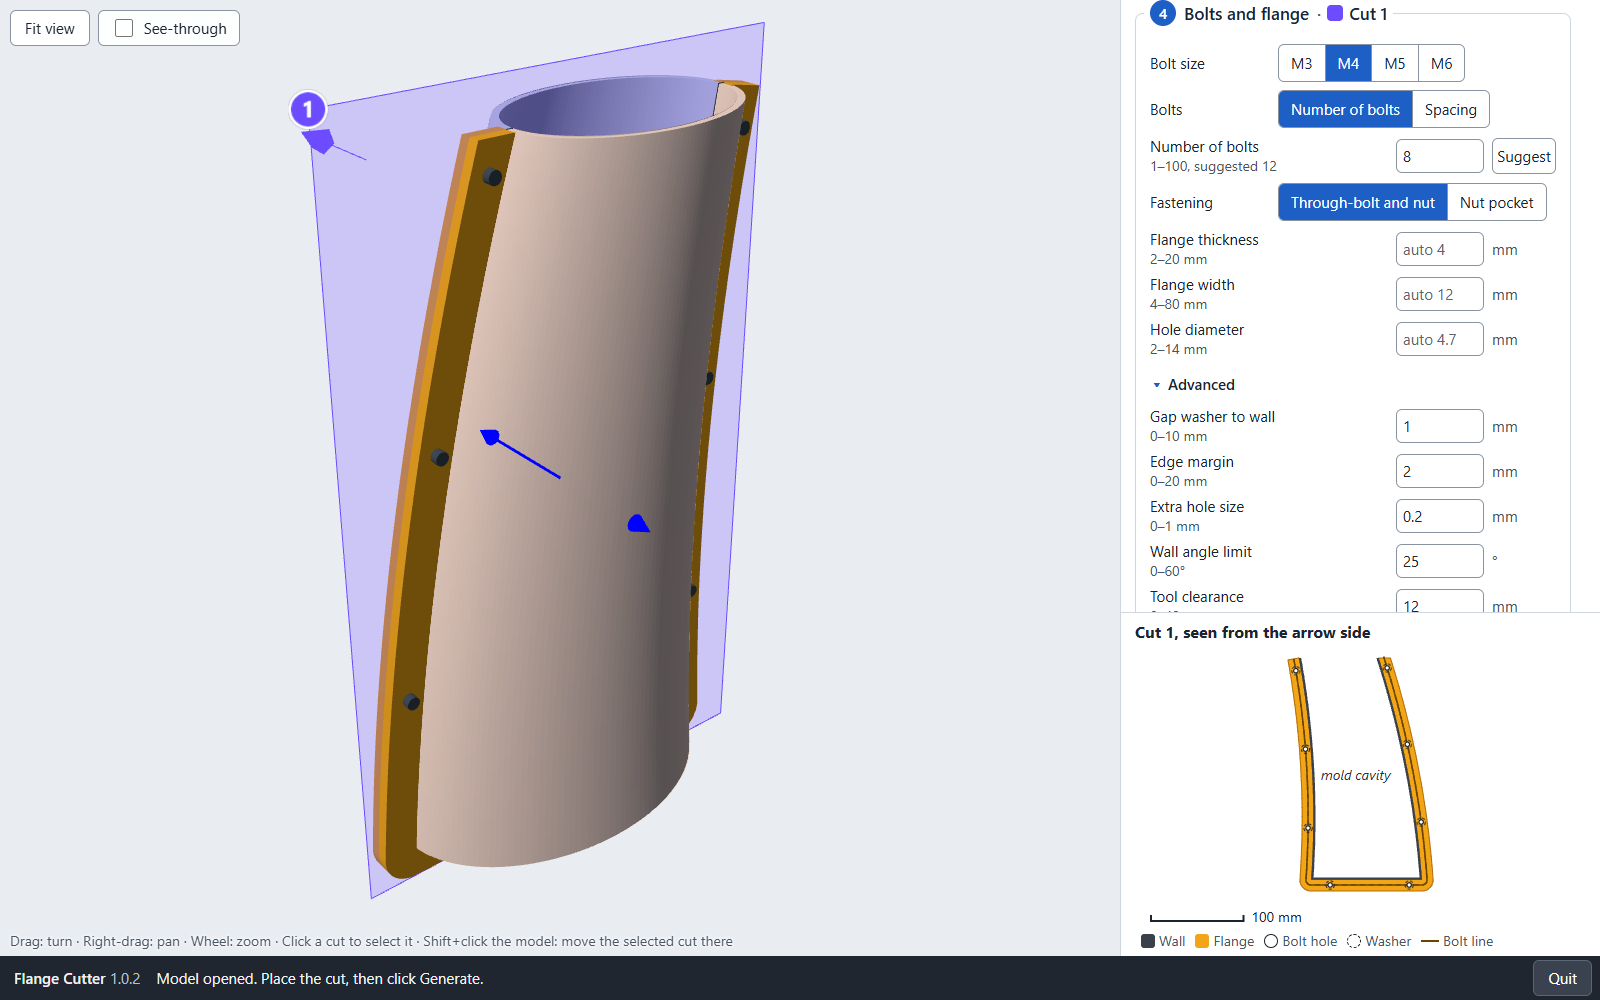 Fit view
See-through
1
Drag: turn · Right-drag: pan · Wheel: zoom · Click a cut to select it · Shift+click the model: move the selected cut there
4 Bolts and flange · Cut 1
Bolt size M3 M4 M5 M6
Bolts Number of bolts Spacing
Number of bolts 8 Suggest
1–100, suggested 12
Fastening Through-bolt and nut Nut pocket
Flange thickness auto 4 mm
2–20 mm
Flange width auto 12 mm
4–80 mm
Hole diameter auto 4.7 mm
2–14 mm
Advanced
Gap washer to wall 1 mm
0–10 mm
Edge margin 2 mm
0–20 mm
Extra hole size 0.2 mm
0–1 mm
Wall angle limit 25 °
0–60°
Tool clearance 12 mm
Cut 1, seen from the arrow side
mold cavity
100 mm
Wall Flange Bolt hole Washer Bolt line
Flange Cutter 1.0.2 Model opened. Place the cut, then click Generate. Quit